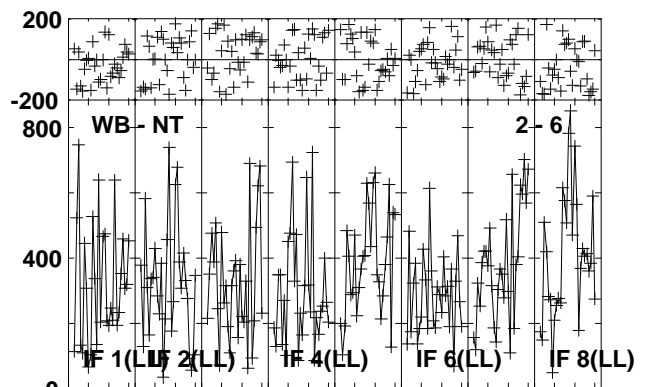 200
-200
800
WB - NT 2 - 6
400
IF 1(LL) IF 2(LL) IF 4(LL) IF 6(LL) IF 8(LL)
0